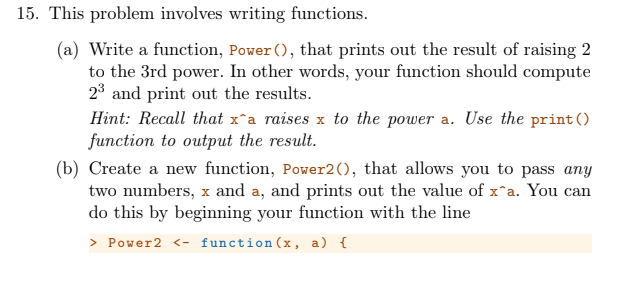 15. This problem involves writing functions.
(a) Write a function, Power(), that prints out the result of raising 2
to the 3rd power. In other words, your function should compute
2³ and print out the results.
Hint: Recall that x^a raises x to the power a. Use the print()
function to output the result.
(b) Create a new function, Power2(), that allows you to pass any
two numbers, x and a, and prints out the value of x^a. You can
do this by beginning your function with the line
> Power2 <- function(x, a) {